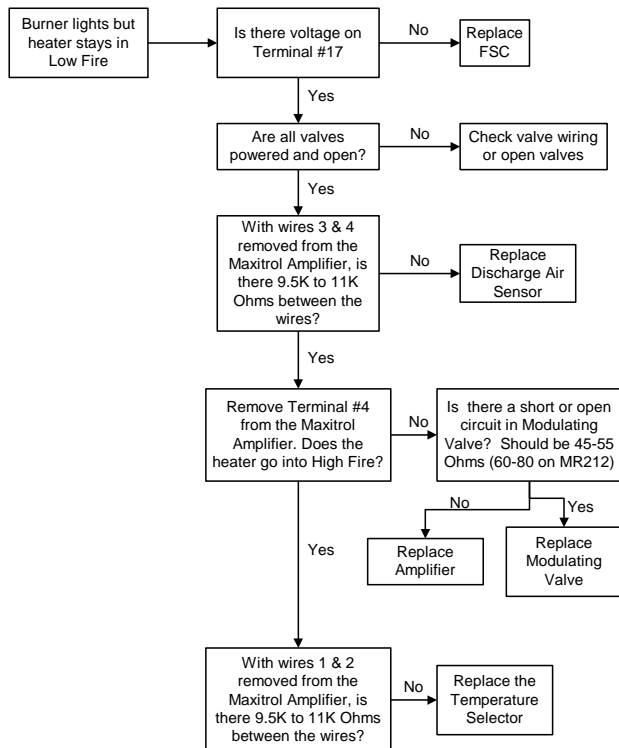 Burner lights but
heater stays in
Low Fire
Is there voltage on
Terminal #17
No
Replace
FSC
Yes
Are all valves
powered and open?
No
Check valve wiring
or open valves
Yes
With wires 3 & 4
removed from the
Maxitrol Amplifier, is
there 9.5K to 11K
Ohms between the
wires?
No
Replace
Discharge Air
Sensor
Yes
Remove Terminal #4
from the Maxitrol
Amplifier. Does the
heater go into High Fire?
No
Is there a short or open
circuit in Modulating
Valve? Should be 45-55
Ohms (60-80 on MR212)
No
Replace
Amplifier
Yes
Replace
Modulating
Valve
Yes
With wires 1 & 2
removed from the
Maxitrol Amplifier, is
there 9.5K to 11K Ohms
between the wires?
No
Replace the
Temperature
Selector